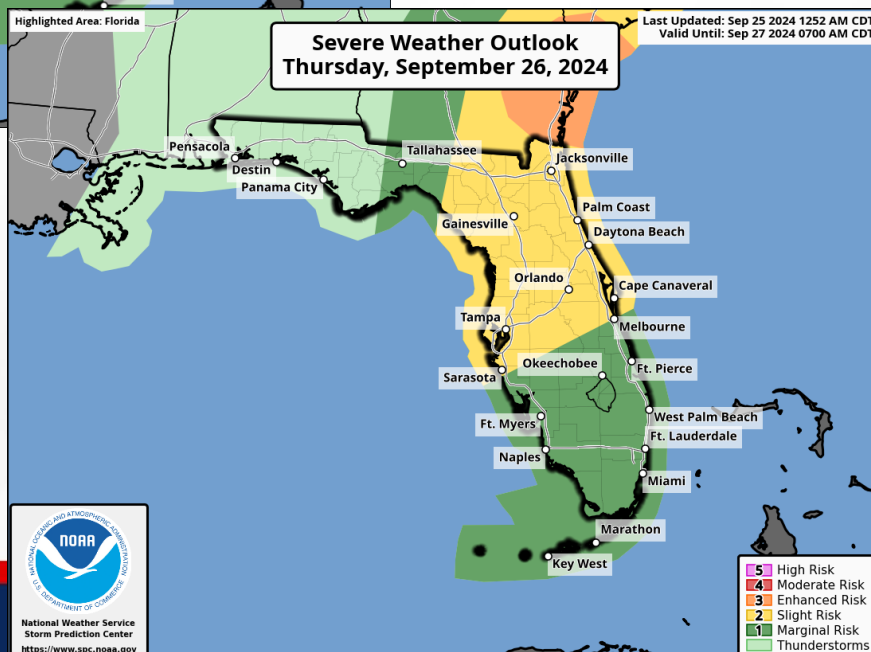 Highlighted Area: Florida
Severe Weather Outlook
Thursday, September 26, 2024
Last Updated: Sep 25 2024 1252 AM CDT
Valid Until: Sep 27 2024 0700 AM CDT
Pensacola
Tallahassee
Jacksonville
Destin
Panama City
Palm Coast
Gainesville
Daytona Beach
Orlando
Cape Canaveral
Tampa
Melbourne
Okeechobee
Ft. Pierce
Sarasota
West Palm Beach
Ft. Myers
Ft. Lauderdale
Naples
Miami
Marathon
Key West
NATIONAL OCEANIC AND ATMOSPHERIC ADMINISTRATION
NOAA
U.S. DEPARTMENT OF COMMERCE
National Weather Service
Storm Prediction Center
https://www.spc.noaa.gov
5 High Risk
4 Moderate Risk
3 Enhanced Risk
2 Slight Risk
1 Marginal Risk
Thunderstorms